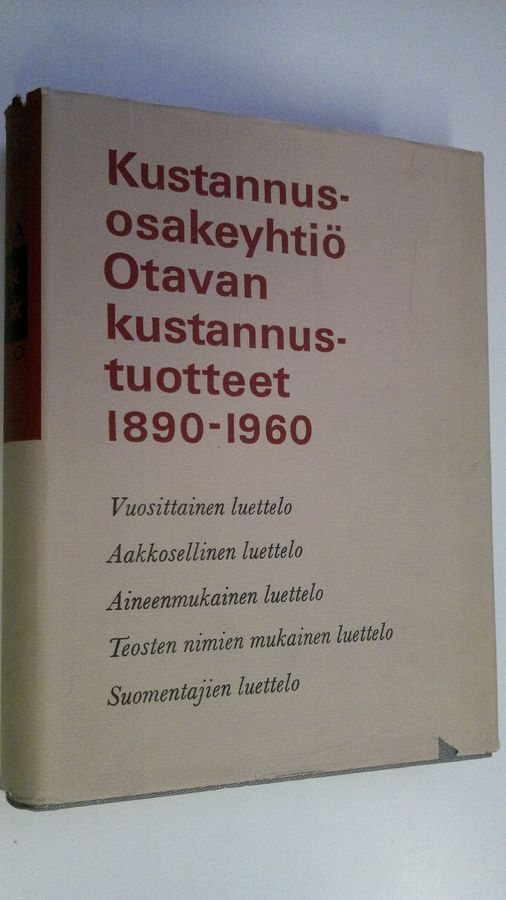 Kustannus-
osakeyhtiö
Otavan
kustannus-
tuotteet
1890-1960
Vuosittainen luettelo
Aakkosellinen luettelo
Aineenmukainen luettelo
Teosten nimien mukainen luettelo
Suomentajien luettelo